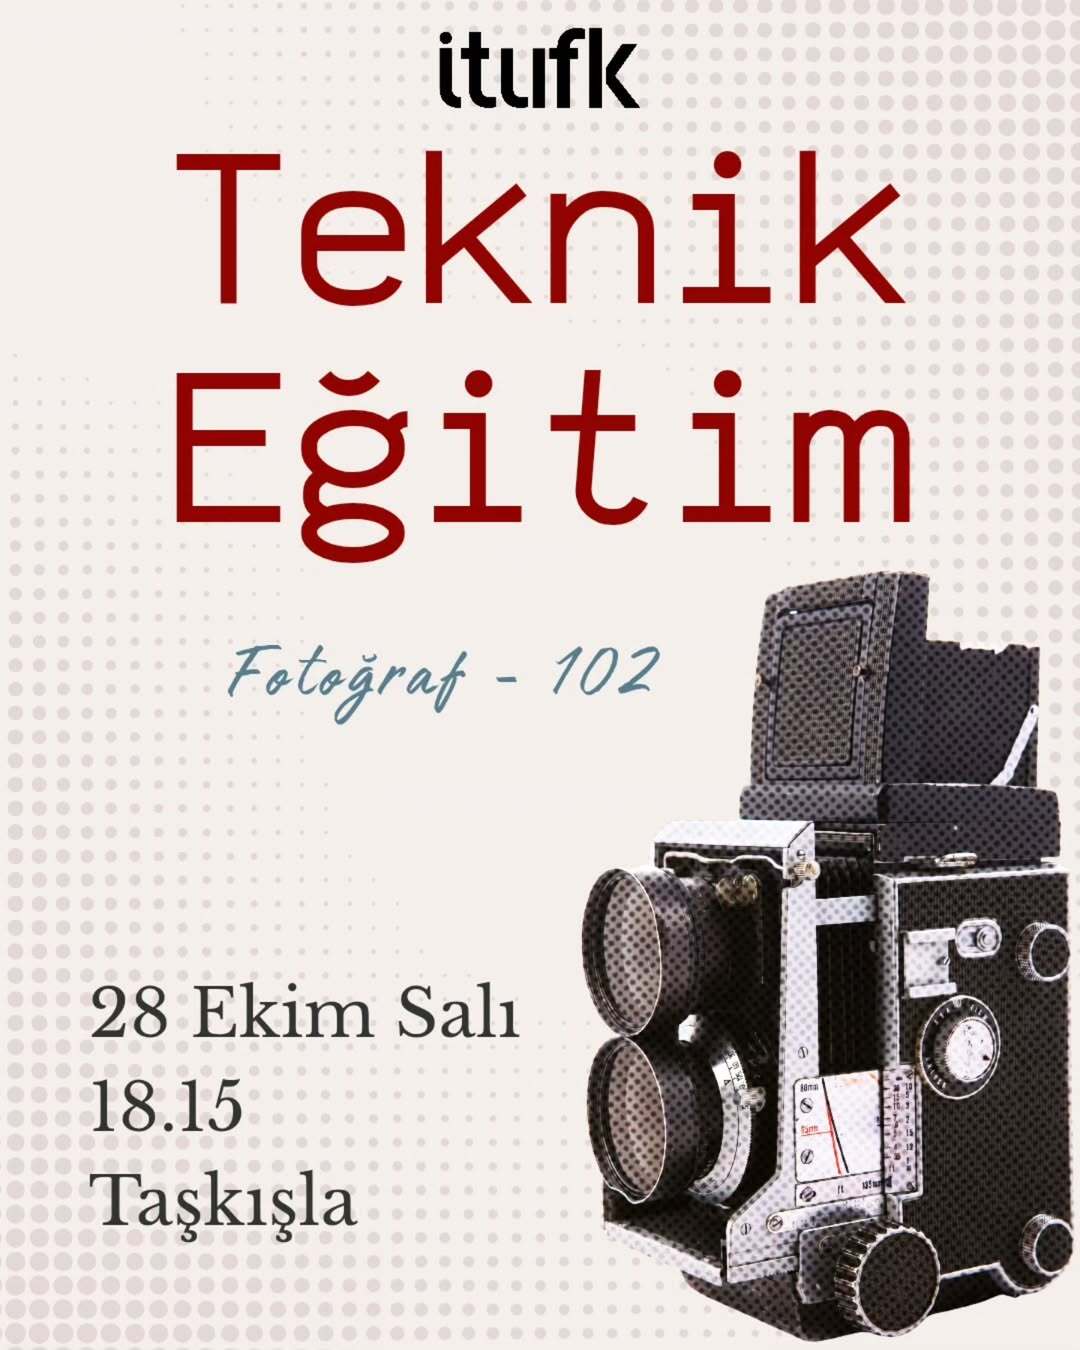 itufk
Teknik
Eğitim
Fotoğraf - 102
28 Ekim Salı
18.15
Taşkışla